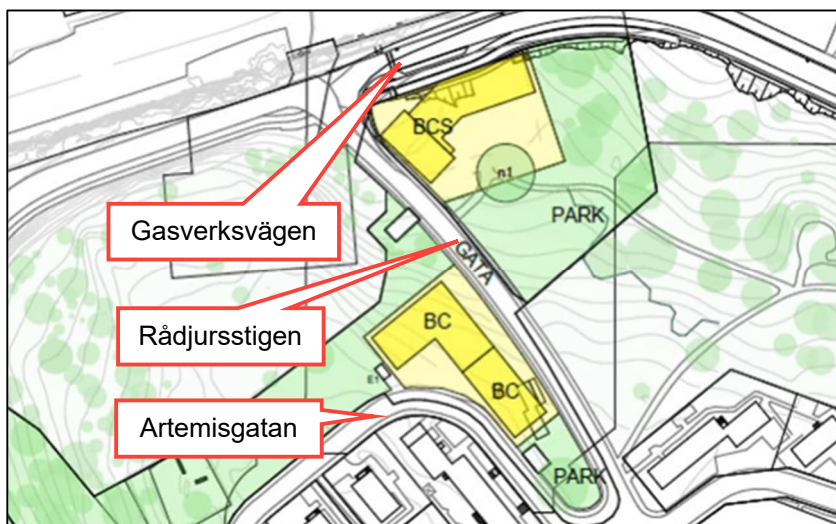 BCS
n1
Gasverksvägen
PARK
GATA
Rådjursstigen
BC
E1
BC
Artemisgatan
PARK